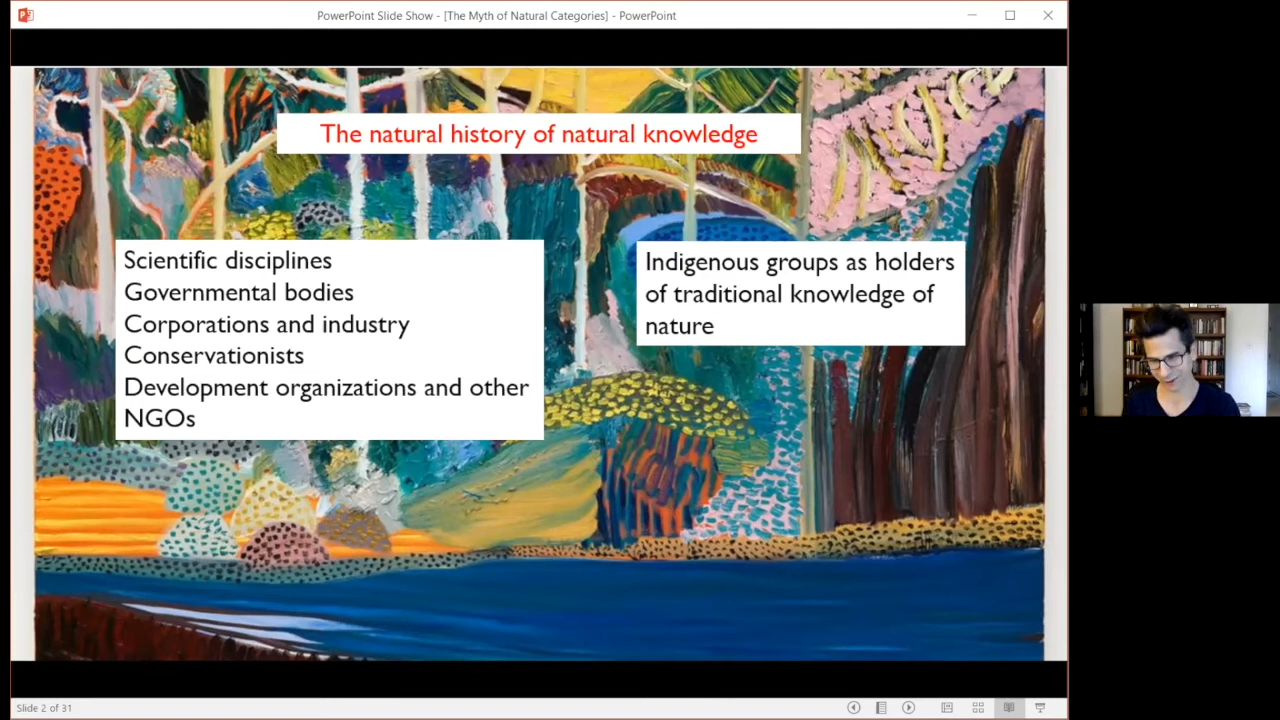 PowerPoint Slide Show - [The Myth of Natural Categories] - PowerPoint
The natural history of natural knowledge
Scientific disciplines
Governmental bodies
Corporations and industry
Conservationists
Development organizations and other
NGOs
Indigenous groups as holders
of traditional knowledge of
nature
Slide 2 of 31